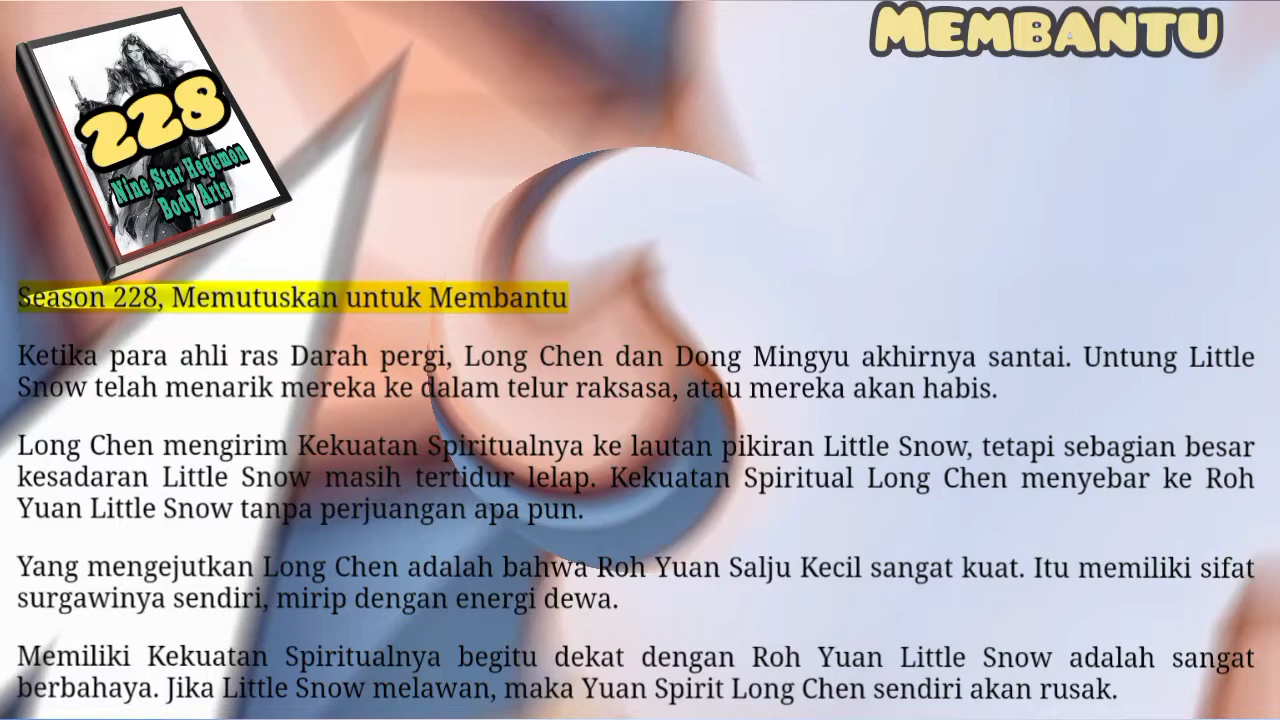 MEMBANTU
228
Nine Star Hegemon
Body Arts
Season 228, Memutuskan untuk Membantu
Ketika para ahli ras Darah pergi, Long Chen dan Dong Mingyu akhirnya santai. Untung Little
Snow telah menarik mereka ke dalam telur raksasa, atau mereka akan habis.
Long Chen mengirim Kekuatan Spiritualnya ke lautan pikiran Little Snow, tetapi sebagian besar
kesadaran Little Snow masih tertidur lelap. Kekuatan Spiritual Long Chen menyebar ke Roh
Yuan Little Snow tanpa perjuangan apa pun.
Yang mengejutkan Long Chen adalah bahwa Roh Yuan Salju Kecil sangat kuat. Itu memiliki sifat
surgawinya sendiri, mirip dengan energi dewa.
Memiliki Kekuatan Spiritualnya begitu dekat dengan Roh Yuan Little Snow adalah sangat
berbahaya. Jika Little Snow melawan, maka Yuan Spirit Long Chen sendiri akan rusak.